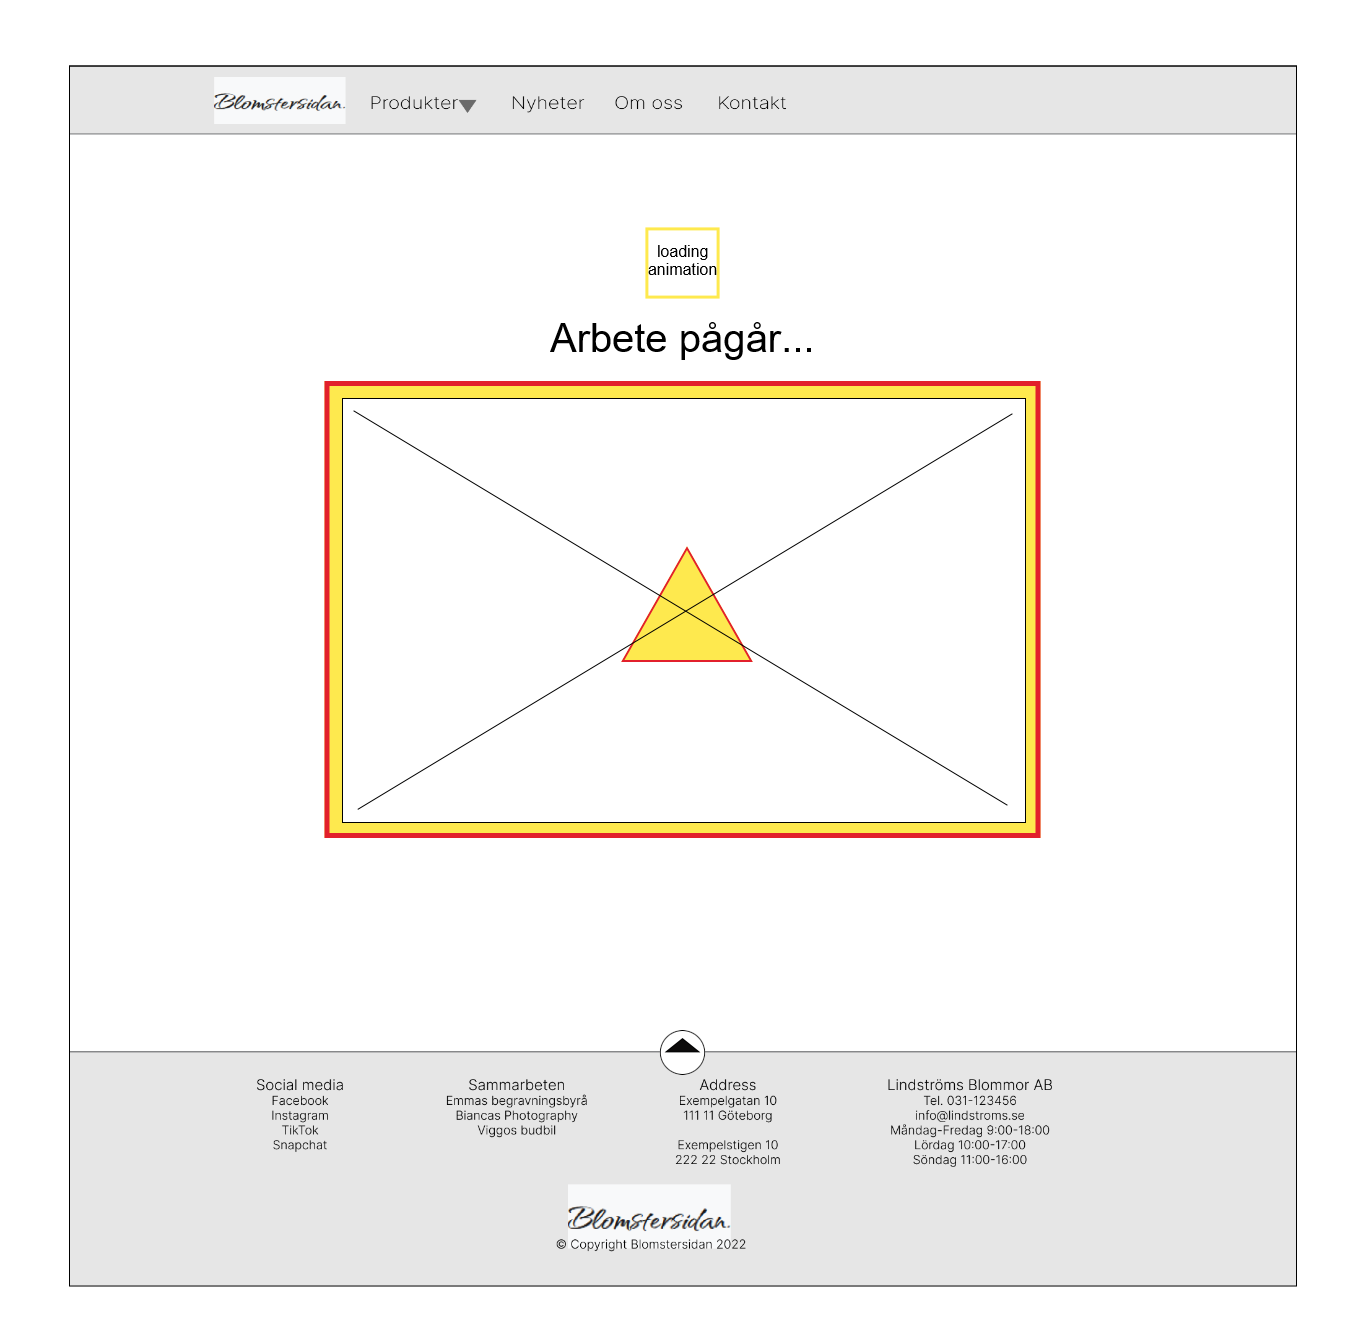 Blomstersidan.
Produkter
Nyheter
Om oss
Kontakt
loading
animation
Arbete pågår...
Social media
Facebook
Instagram
TikTok
Snapchat
Sammarbeten
Emmas begravningsbyrå
Biancas Photography
Viggos budbil
Address
Exempelgatan 10
111 11 Göteborg
Exempelstigen 10
222 22 Stockholm
Lindströms Blommor AB
Tel. 031-123456
info@lindstroms.se
Måndag-Fredag 9:00-18:00
Lördag 10:00-17:00
Söndag 11:00-16:00
Blomstersidan.
© Copyright Blomstersidan 2022